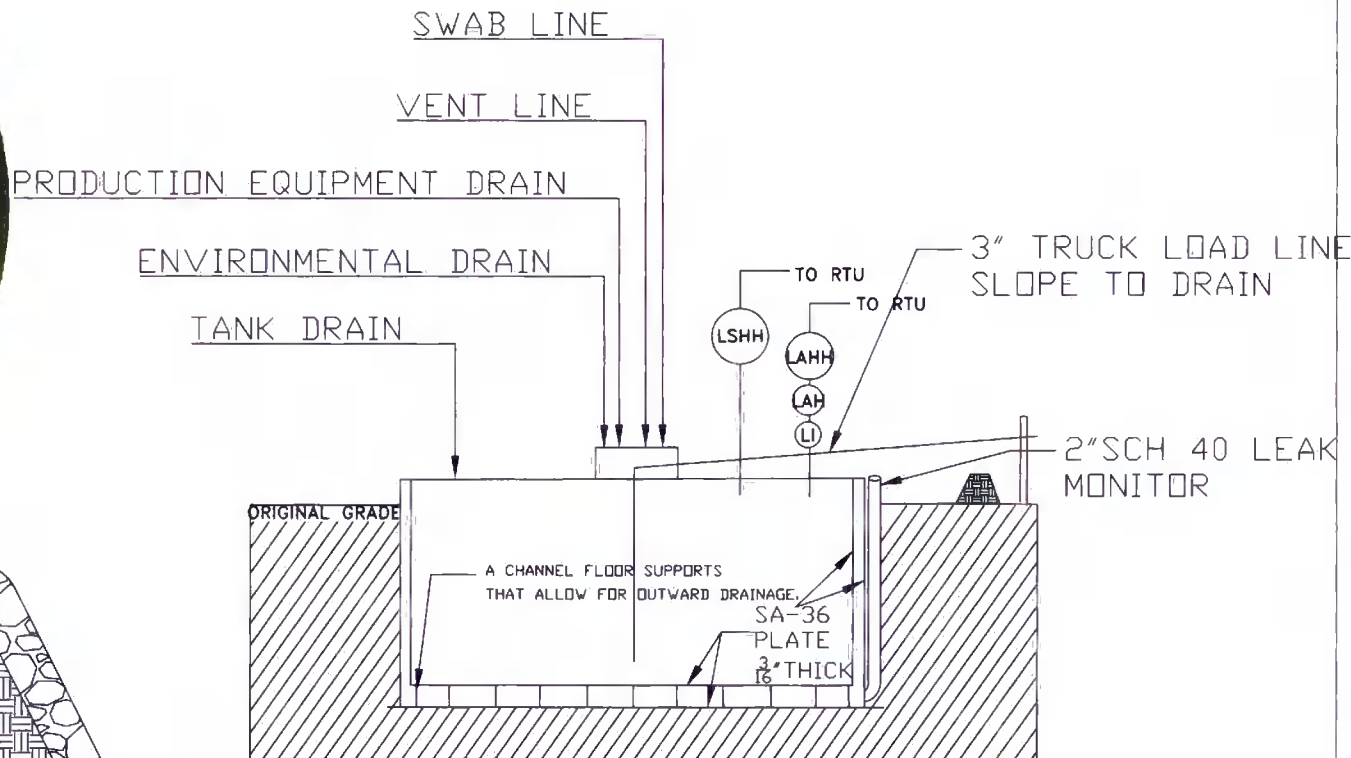 SWAB LINE
VENT LINE
PRODUCTION EQUIPMENT DRAIN
ENVIRONMENTAL DRAIN
TANK DRAIN
TO RTU
TO RTU
3" TRUCK LOAD LINE
SLOPE TO DRAIN
LSHH
LAHH
LAH
LI
2"SCH 40 LEAK
MONITOR
ORIGINAL GRADE
A CHANNEL FLOOR SUPPORTS
THAT ALLOW FOR OUTWARD DRAINAGE.
SA-36
PLATE
3/16" THICK